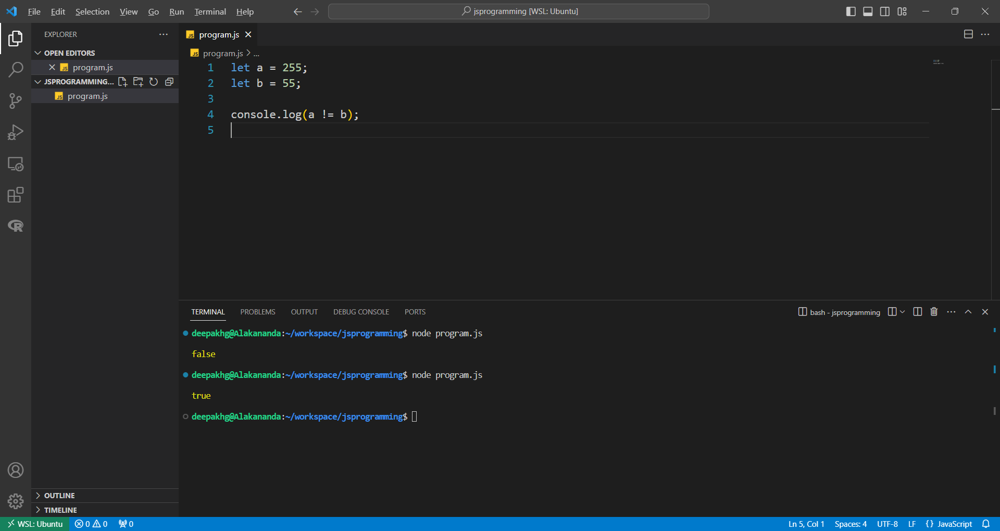 File Edit Selection View Go Run Terminal Help
jsprogramming [WSL: Ubuntu]
EXPLORER
OPEN EDITORS
JS program.js
JSPROGRAMMING...
JS program.js
JS program.js
JS program.js > ...
1 let a = 255;
2 let b = 55;
3
4 console.log(a != b);
5
TERMINAL PROBLEMS OUTPUT DEBUG CONSOLE PORTS
bash - jsprogramming
deepakhg@Alakananda:~/workspace/jsprogramming$ node program.js
false
deepakhg@Alakananda:~/workspace/jsprogramming$ node program.js
true
deepakhg@Alakananda:~/workspace/jsprogramming$
OUTLINE
TIMELINE
WSL: Ubuntu 0 0 0 Ln 5, Col 1 Spaces: 4 UTF-8 LF {} JavaScript